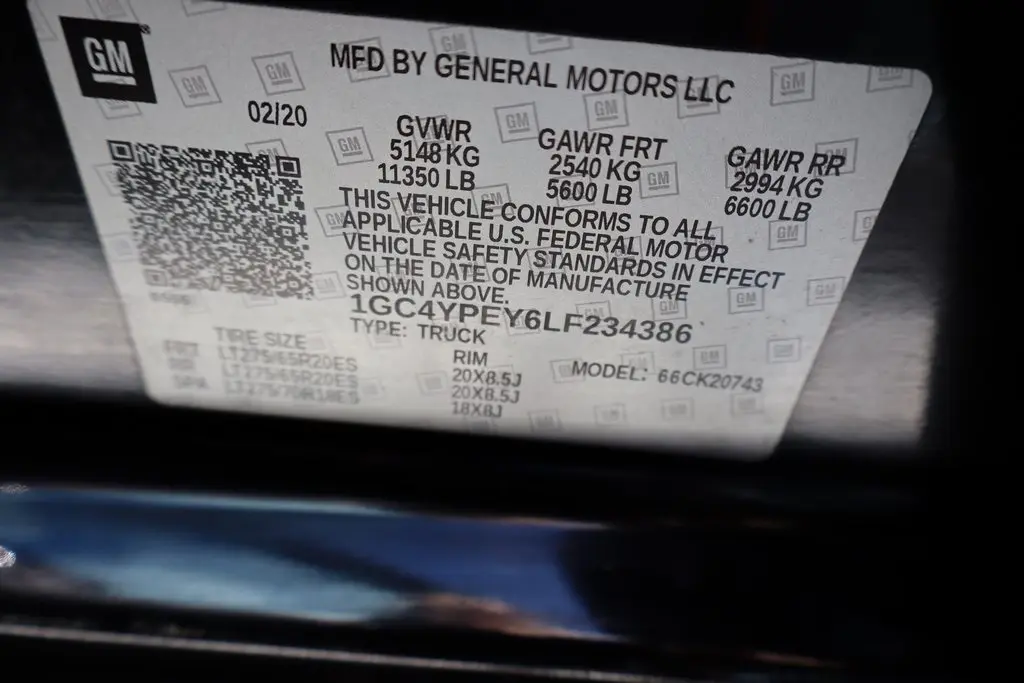 GM
MFD BY GENERAL MOTORS LLC
02/20
GVWR
5148 KG
11350 LB
GAWR FRT
2540 KG
5600 LB
GAWR RR
2994 KG
6600 LB
THIS VEHICLE CONFORMS TO ALL
APPLICABLE U.S. FEDERAL MOTOR
VEHICLE SAFETY STANDARDS IN EFFECT
ON THE DATE OF MANUFACTURE
SHOWN ABOVE.
1GC4YPEY6LF234386
TYPE: TRUCK
MODEL: 66CK20743
TIRE SIZE
RIM
FRT LT275/65R20ES 20X8.5J
RR LT275/65R20ES 20X8.5J
SPA LT275/70R18ES 18X8J